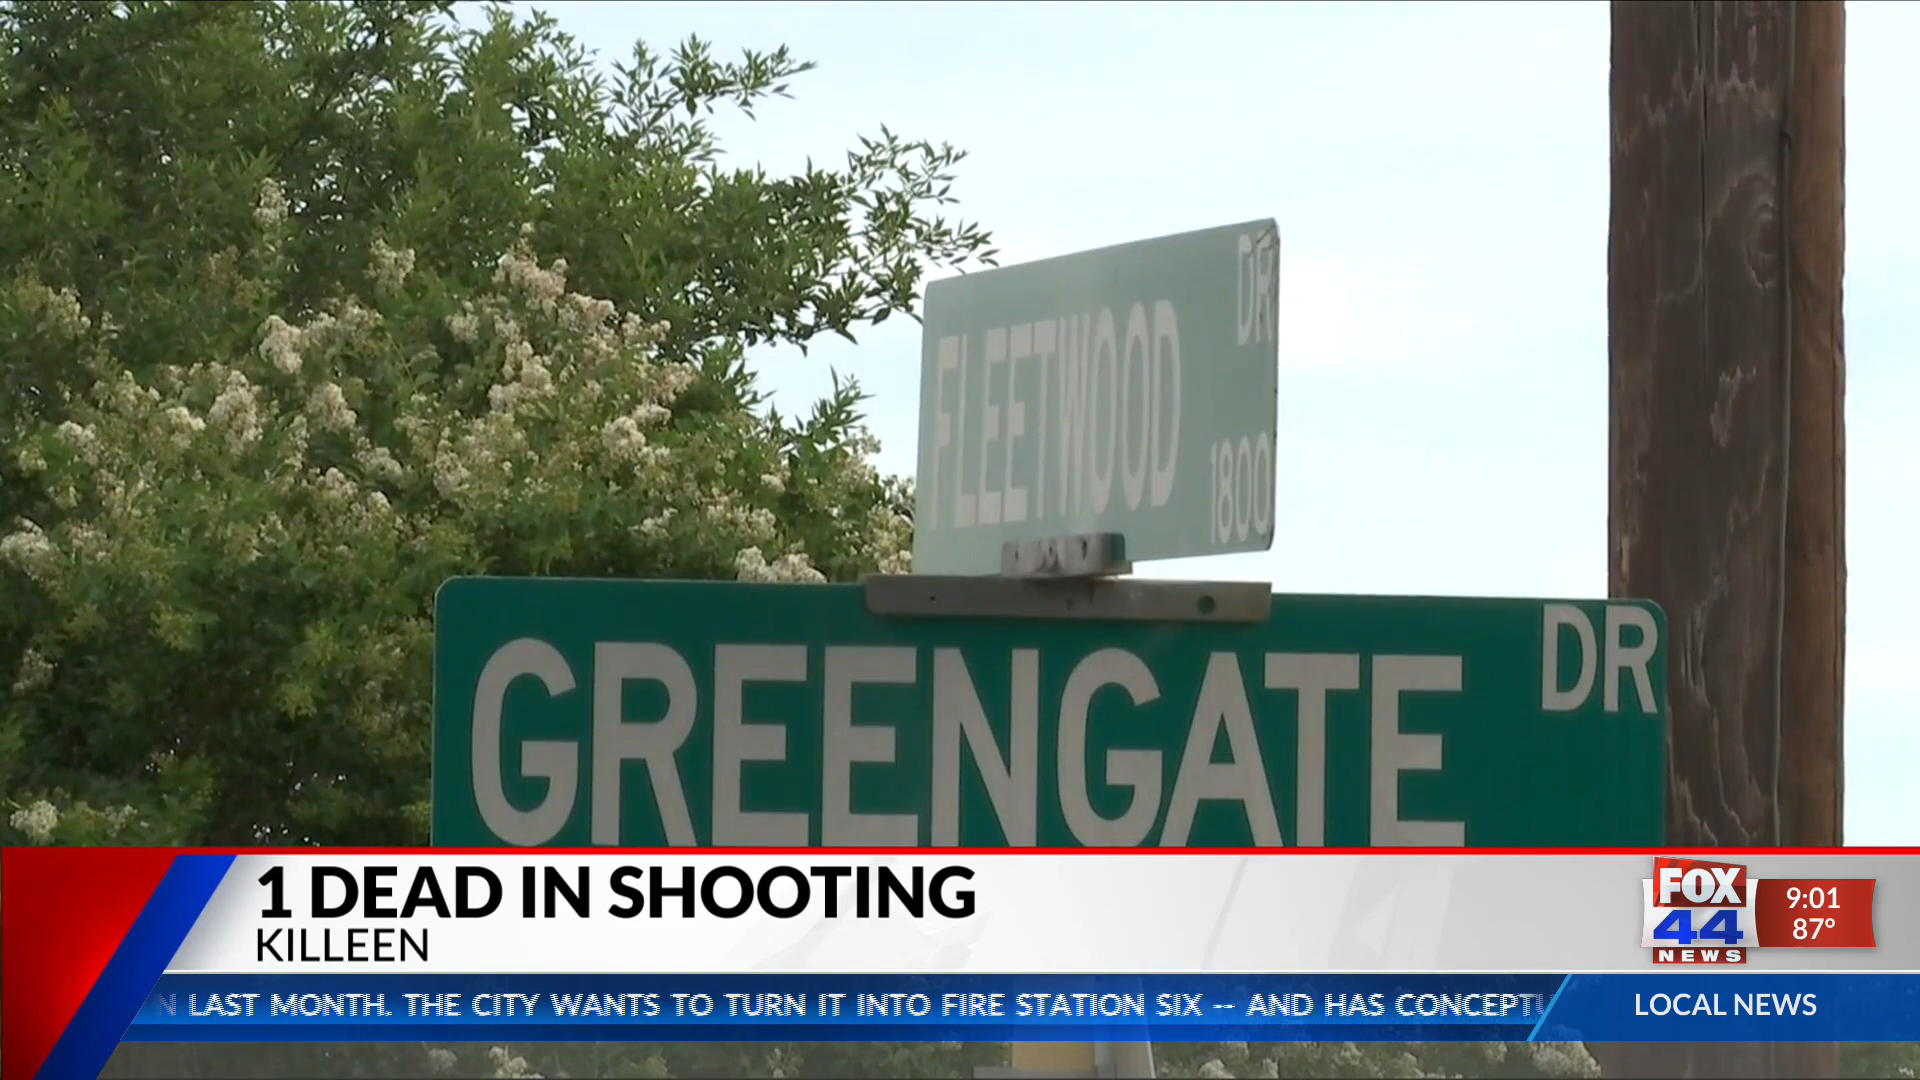 DR
FLEETWOOD
1800
GREENGATE DR
1 DEAD IN SHOOTING
KILLEEN
FOX
44
NEWS
9:01
87°
N LAST MONTH. THE CITY WANTS TO TURN IT INTO FIRE STATION SIX -- AND HAS CONCEPTU
LOCAL NEWS